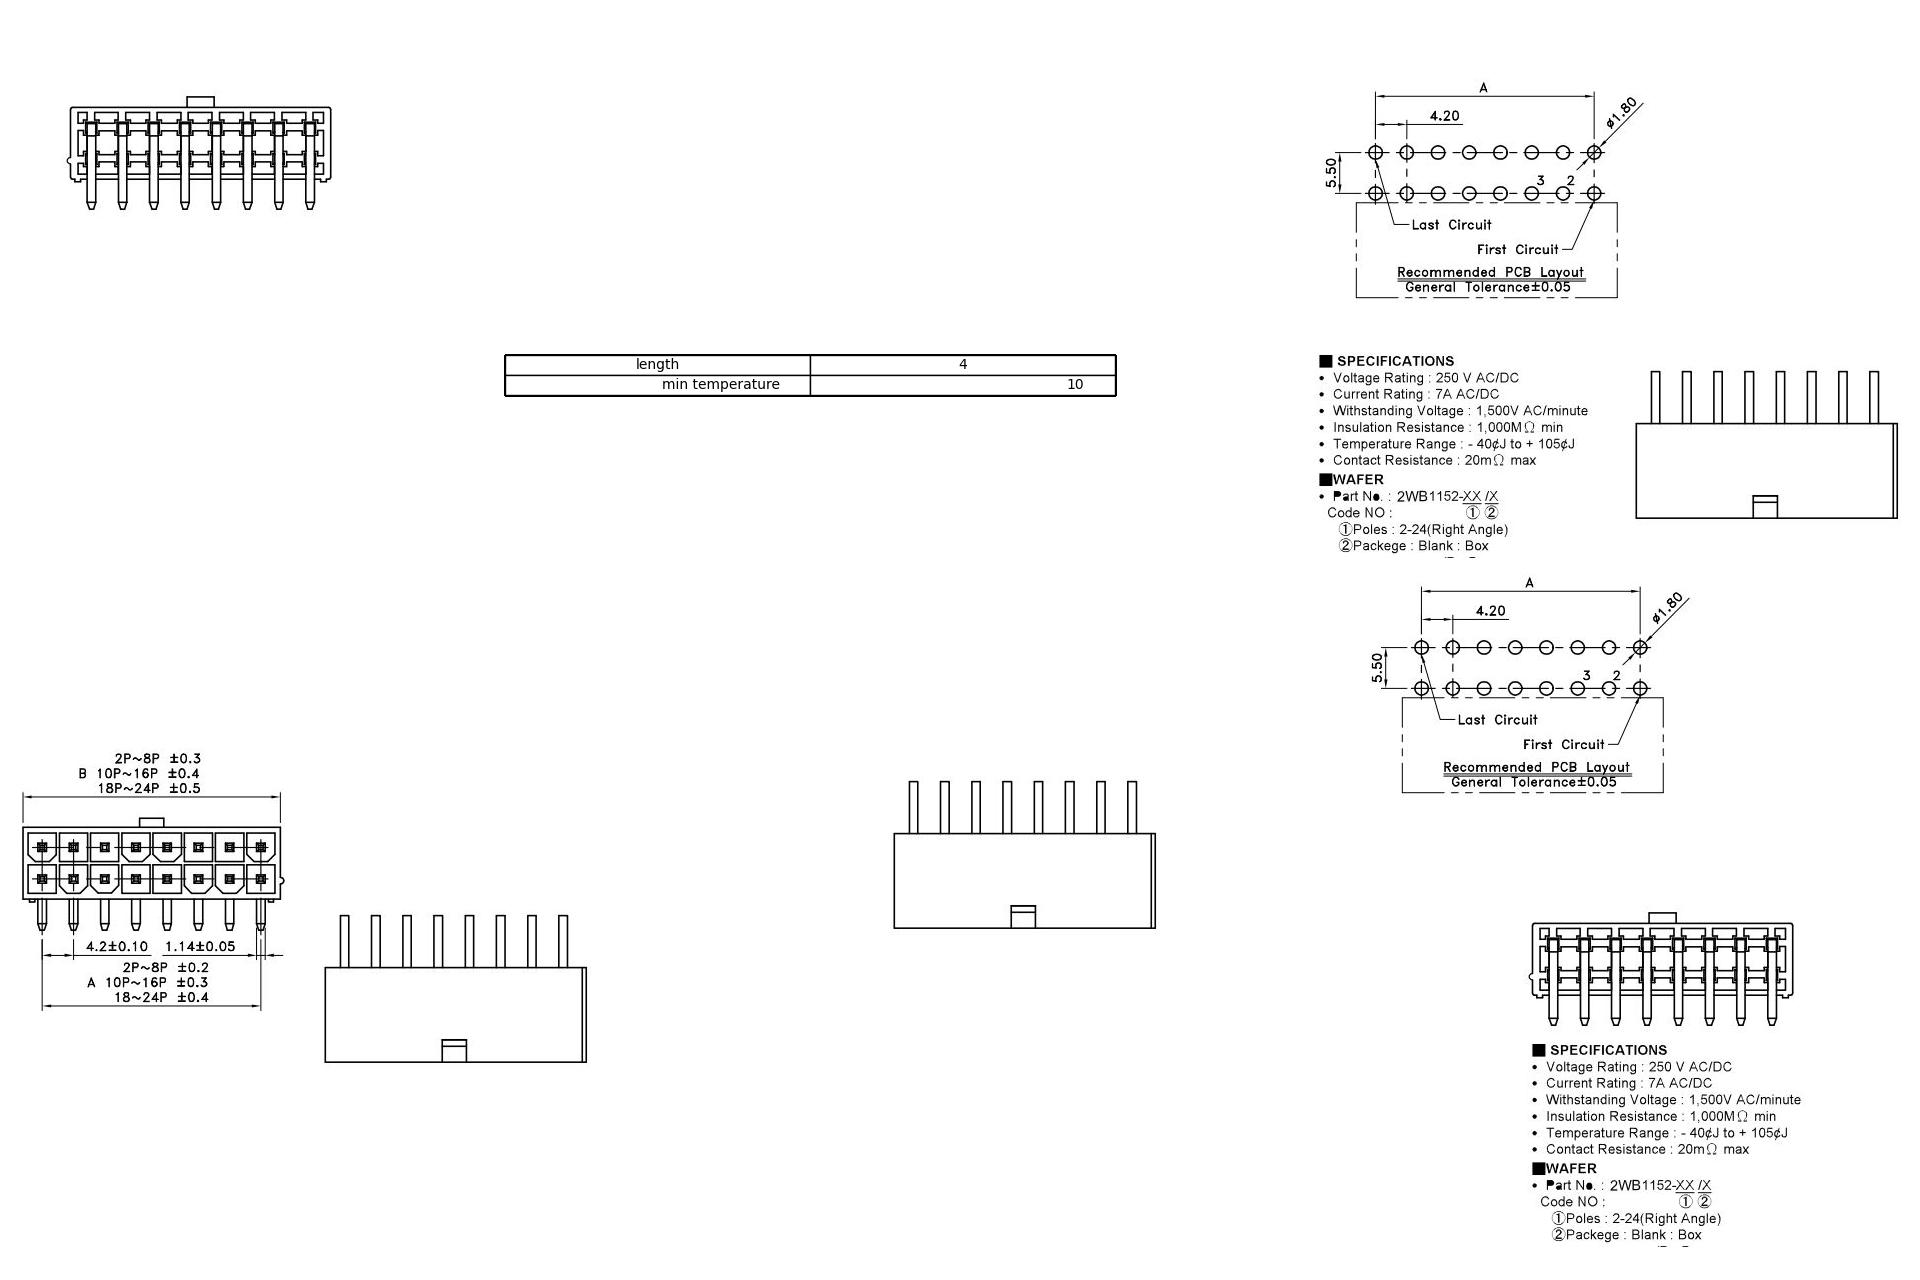 A
4.20
ø1.80
5.50
3 2
Last Circuit
First Circuit
Recommended PCB Layout
General Tolerance±0.05
length 4
min temperature 10
■ SPECIFICATIONS
• Voltage Rating : 250 V AC/DC
• Current Rating : 7A AC/DC
• Withstanding Voltage : 1,500V AC/minute
• Insulation Resistance : 1,000MΩ min
• Temperature Range : - 40¢J to + 105¢J
• Contact Resistance : 20mΩ max
■WAFER
• Part No. : 2WB1152-XX /X
Code NO : ① ②
①Poles : 2-24(Right Angle)
②Packege : Blank : Box
A
4.20
ø1.80
5.50
3 2
Last Circuit
First Circuit
Recommended PCB Layout
General Tolerance±0.05
2P~8P ±0.3
B 10P~16P ±0.4
18P~24P ±0.5
4.2±0.10 1.14±0.05
2P~8P ±0.2
A 10P~16P ±0.3
18~24P ±0.4
■ SPECIFICATIONS
• Voltage Rating : 250 V AC/DC
• Current Rating : 7A AC/DC
• Withstanding Voltage : 1,500V AC/minute
• Insulation Resistance : 1,000MΩ min
• Temperature Range : - 40¢J to + 105¢J
• Contact Resistance : 20mΩ max
■WAFER
• Part No. : 2WB1152-XX /X
Code NO : ① ②
①Poles : 2-24(Right Angle)
②Packege : Blank : Box